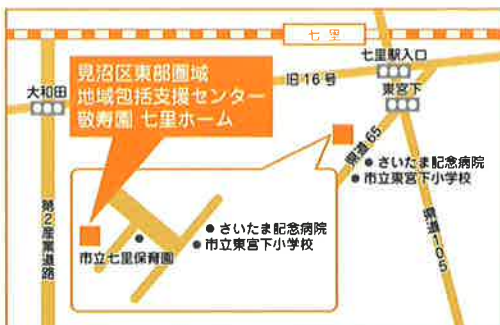 七里
七里駅入口
見沼区東部圏域
地域包括支援センター
敬寿園 七里ホーム
大和田
旧16号
東宮下
県道65
さいたま記念病院
市立東宮下小学校
第2産業道路
県道105
さいたま記念病院
市立東宮下小学校
市立七里保育園